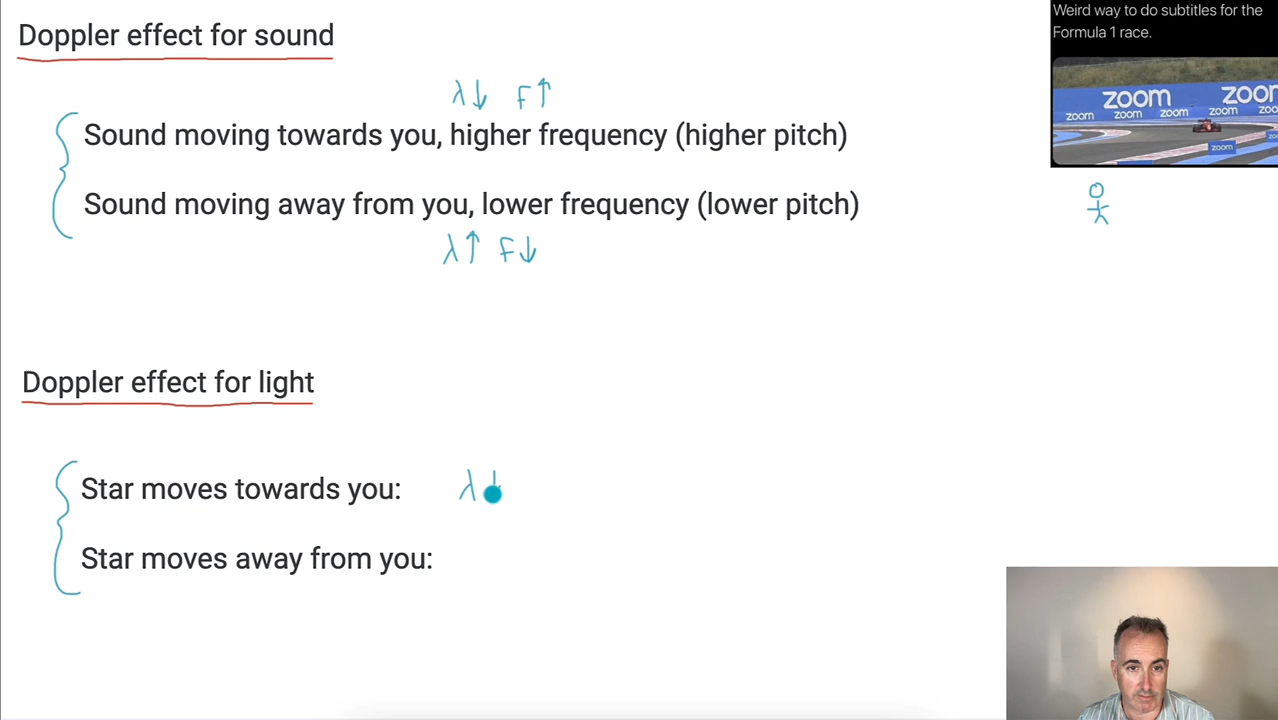 Doppler effect for sound
Weird way to do subtitles for the
Formula 1 race.
λ↓ F↑
Sound moving towards you, higher frequency (higher pitch)
Sound moving away from you, lower frequency (lower pitch)
λ↑ F↓
zoom zoom
zoom zoom zoom zoom zoom
zoom
Doppler effect for light
Star moves towards you: λ
Star moves away from you: